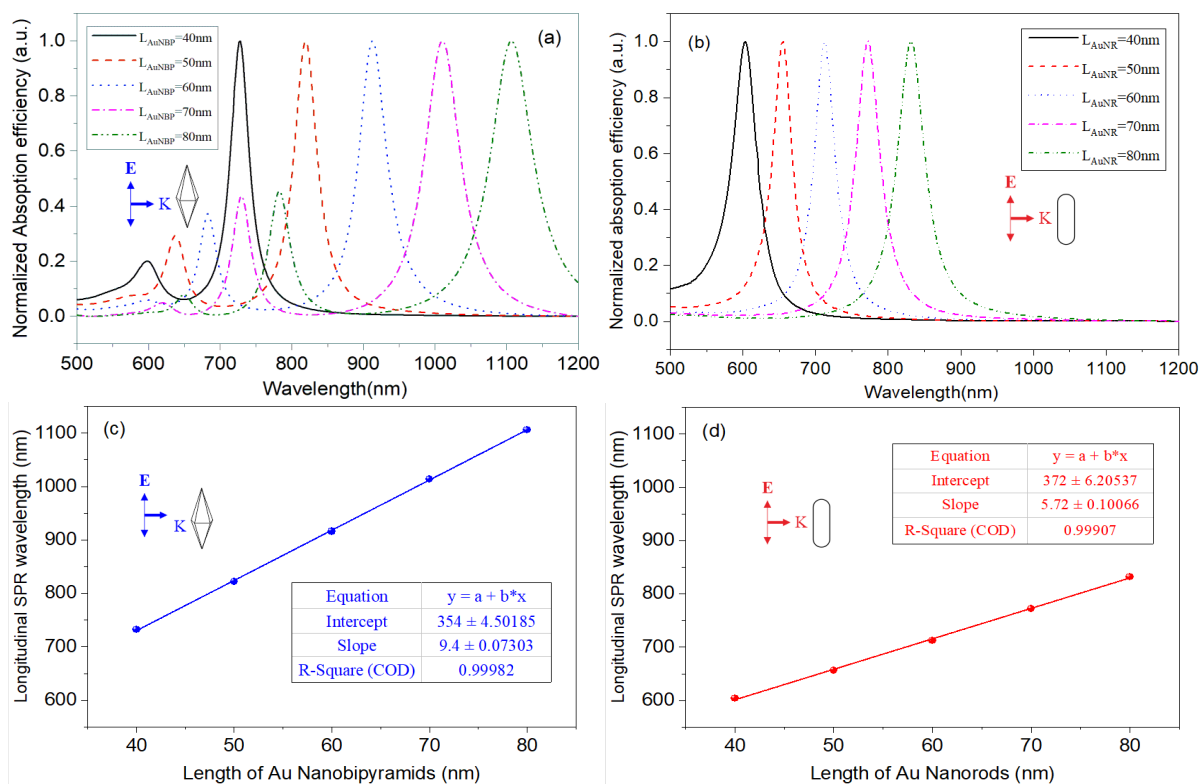 (a)
Normalized Absoption efficiency (a.u.)
1.0
0.8
0.6
0.4
0.2
0.0
L_AuNBP=40nm
L_AuNBP=50nm
L_AuNBP=60nm
L_AuNBP=70nm
L_AuNBP=80nm
E
K
500 600 700 800 900 1000 1100 1200
Wavelength(nm)
(b)
Normalized absoption efficiency (a.u.)
1.0
0.8
0.6
0.4
0.2
0.0
L_AuNR=40nm
L_AuNR=50nm
L_AuNR=60nm
L_AuNR=70nm
L_AuNR=80nm
E
K
500 600 700 800 900 1000 1100 1200
Wavelength(nm)
(c)
Longitudinal SPR wavelength (nm)
1100
1000
900
800
700
600
E
K
Equation y = a + b*x
Intercept 354 ± 4.50185
Slope 9.4 ± 0.07303
R-Square (COD) 0.99982
40 50 60 70 80
Length of Au Nanobipyramids (nm)
(d)
Longitudinal SPR wavelength (nm)
1100
1000
900
800
700
600
E
K
Equation y = a + b*x
Intercept 372 ± 6.20537
Slope 5.72 ± 0.10066
R-Square (COD) 0.99907
40 50 60 70 80
Length of Au Nanorods (nm)